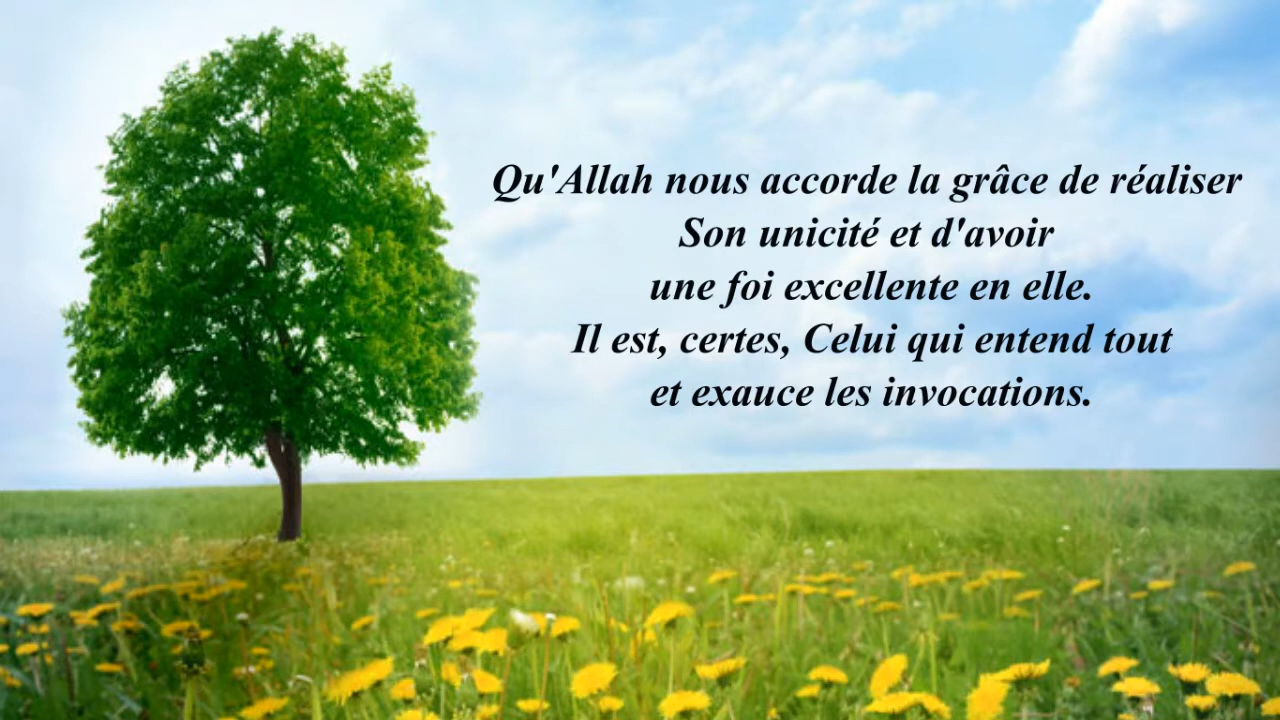 Qu'Allah nous accorde la grâce de réaliser
Son unicité et d'avoir
une foi excellente en elle.
Il est, certes, Celui qui entend tout
et exauce les invocations.